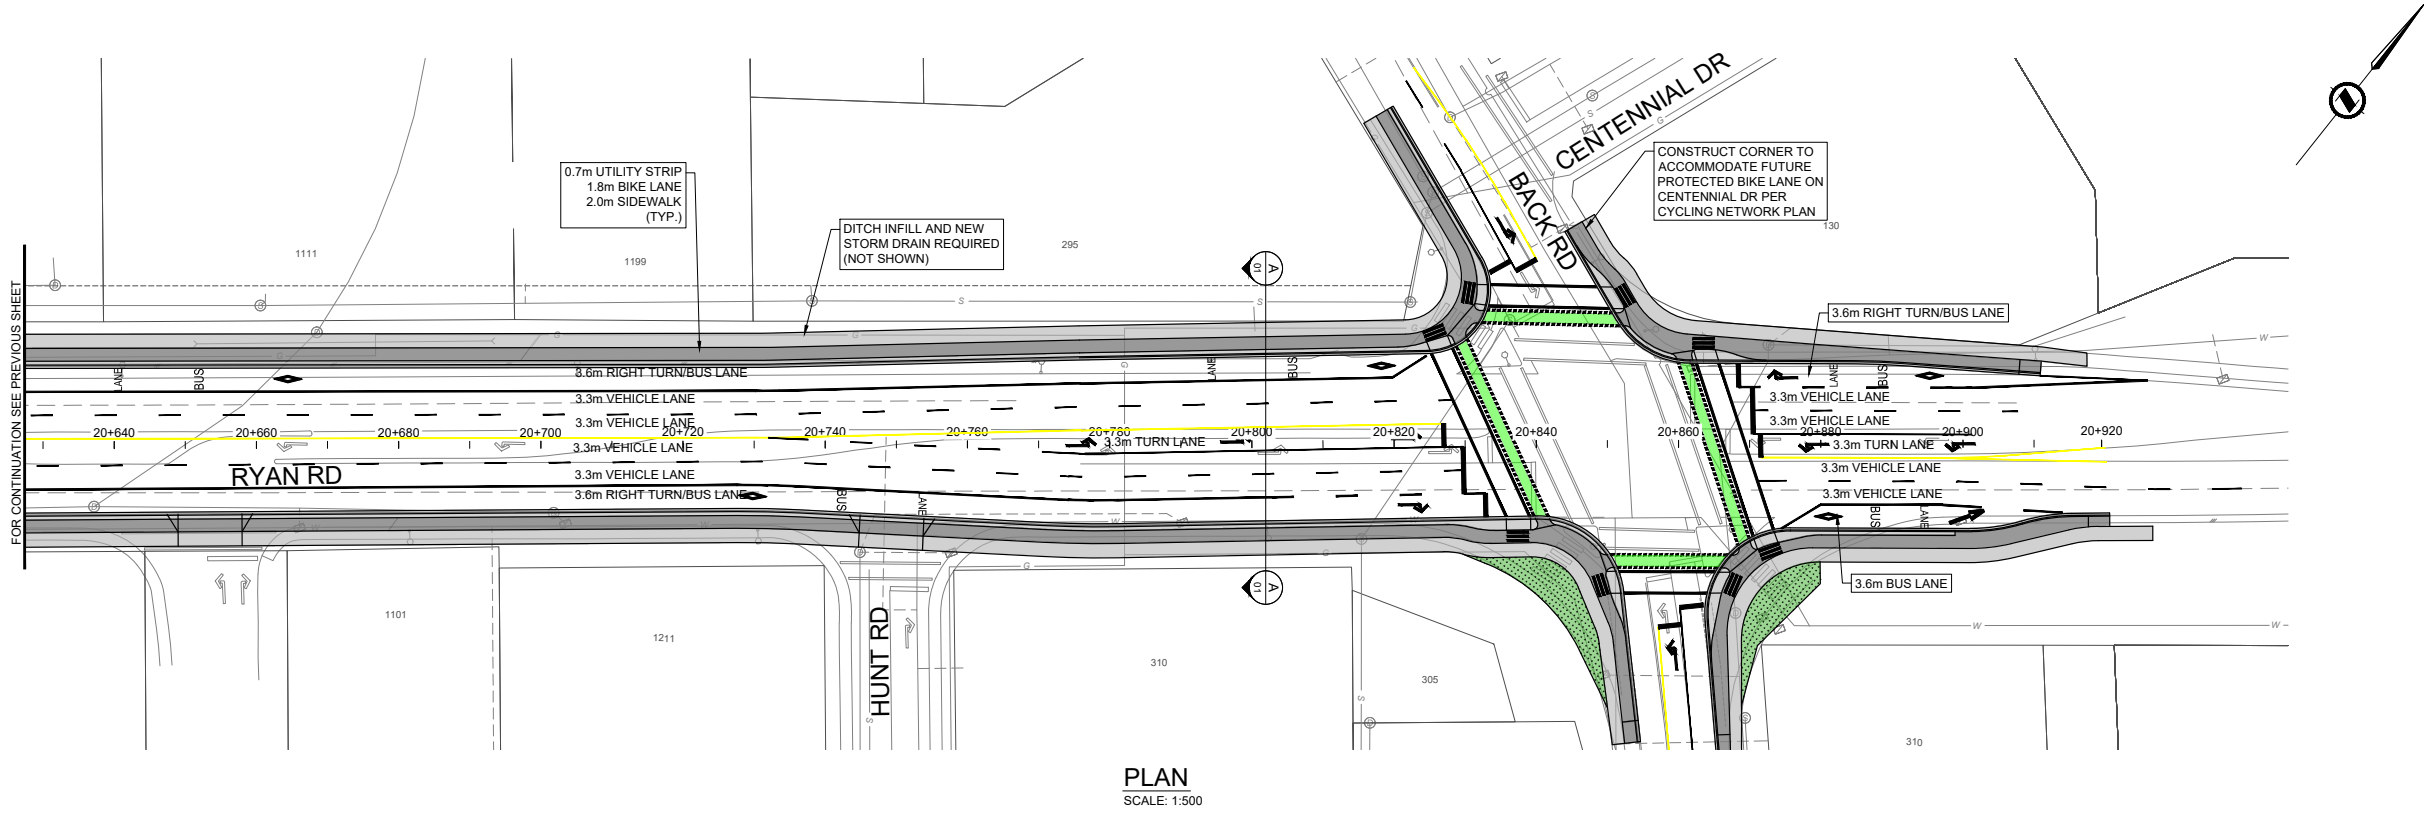 CENTENNIAL DR
BACK RD
CONSTRUCT CORNER TO
ACCOMMODATE FUTURE
PROTECTED BIKE LANE ON
CENTENNIAL DR PER
CYCLING NETWORK PLAN
130
0.7m UTILITY STRIP
1.8m BIKE LANE
2.0m SIDEWALK
(TYP.)
DITCH INFILL AND NEW
STORM DRAIN REQUIRED
(NOT SHOWN)
1111
1199
295
A
01
S
S
FOR CONTINUATION SEE PREVIOUS SHEET
3.6m RIGHT TURN/BUS LANE
LANE
BUS
3.6m RIGHT TURN/BUS LANE
LANE
BUS
LANE
BUS
3.3m VEHICLE LANE
3.3m VEHICLE LANE
3.3m VEHICLE LANE
3.3m VEHICLE LANE
20+640
20+660
20+680
20+700
20+720
20+740
20+760
20+780
20+800
20+820
20+840
20+860
20+880
20+900
20+920
3.3m VEHICLE LANE
3.3m TURN LANE
3.3m TURN LANE
RYAN RD
3.3m VEHICLE LANE
3.3m VEHICLE LANE
3.6m RIGHT TURN/BUS LANE
3.3m VEHICLE LANE
BUS
LANE
BUS
LANE
3.6m BUS LANE
A
01
HUNT RD
1101
1211
310
305
310
W
W
PLAN
SCALE: 1:500